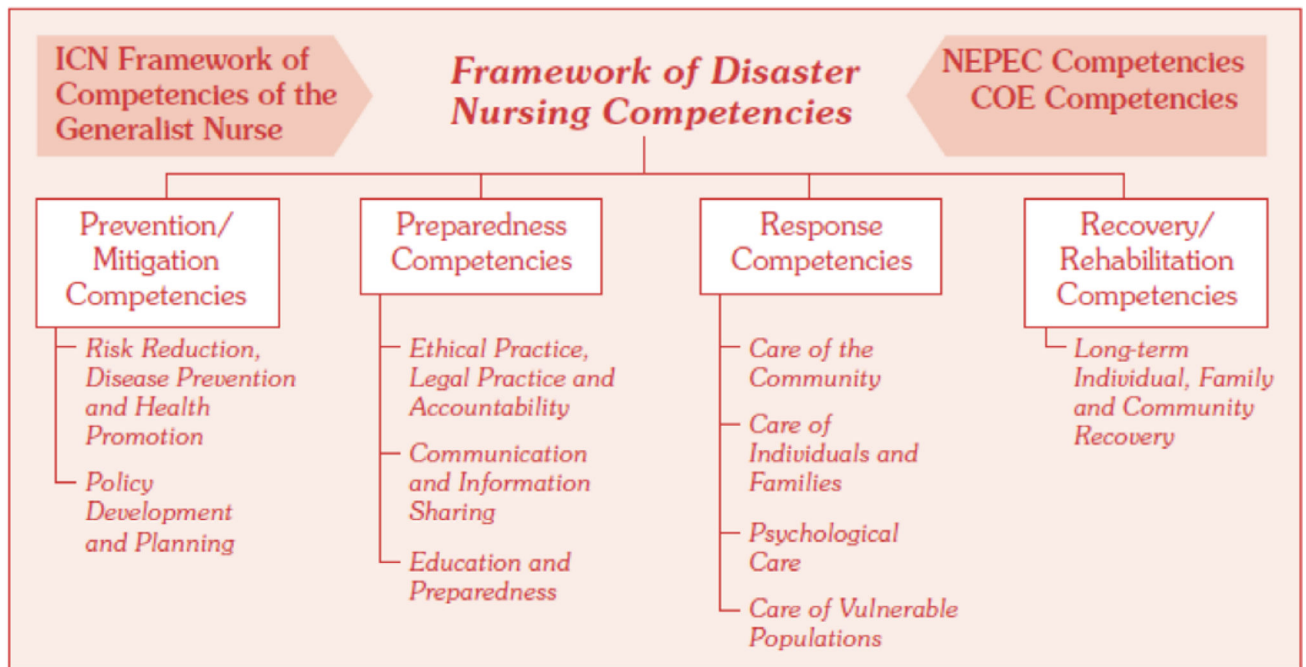 ICN Framework of
Competencies of the
Generalist Nurse
Framework of Disaster
Nursing Competencies
NEPEC Competencies
COE Competencies
Prevention/
Mitigation
Competencies
Risk Reduction,
Disease Prevention
and Health
Promotion
Policy
Development
and Planning
Preparedness
Competencies
Ethical Practice,
Legal Practice and
Accountability
Communication
and Information
Sharing
Education and
Preparedness
Response
Competencies
Care of the
Community
Care of
Individuals and
Families
Psychological
Care
Care of Vulnerable
Populations
Recovery/
Rehabilitation
Competencies
Long-term
Individual, Family
and Community
Recovery